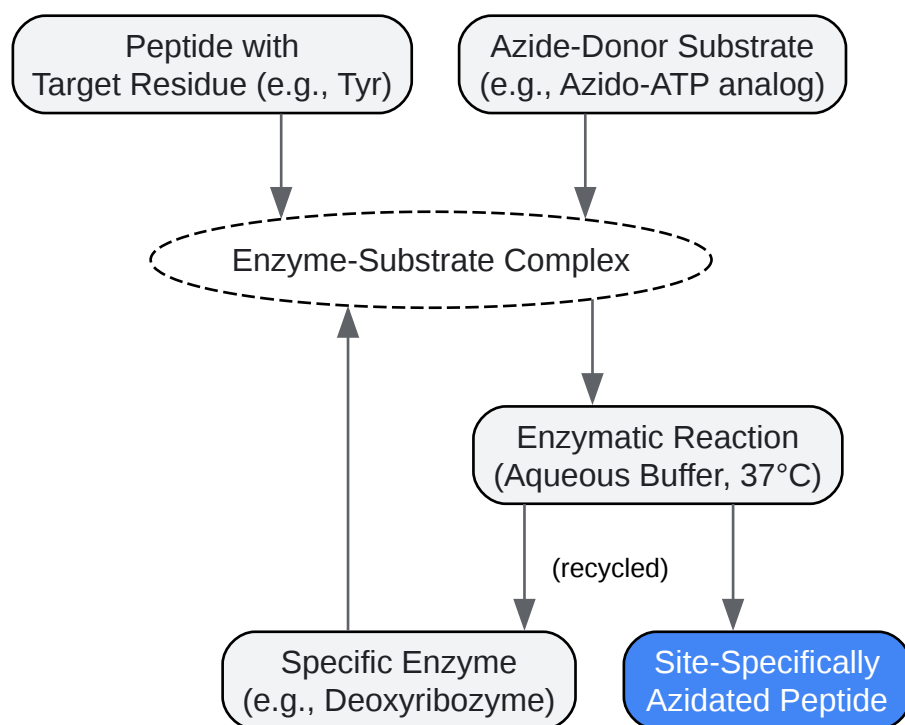 Peptide with
Target Residue (e.g., Tyr)
Azide-Donor Substrate
(e.g., Azido-ATP analog)
Enzyme-Substrate Complex
Enzymatic Reaction
(Aqueous Buffer, 37°C)
(recycled)
Specific Enzyme
(e.g., Deoxyribozyme)
Site-Specifically
Azidated Peptide